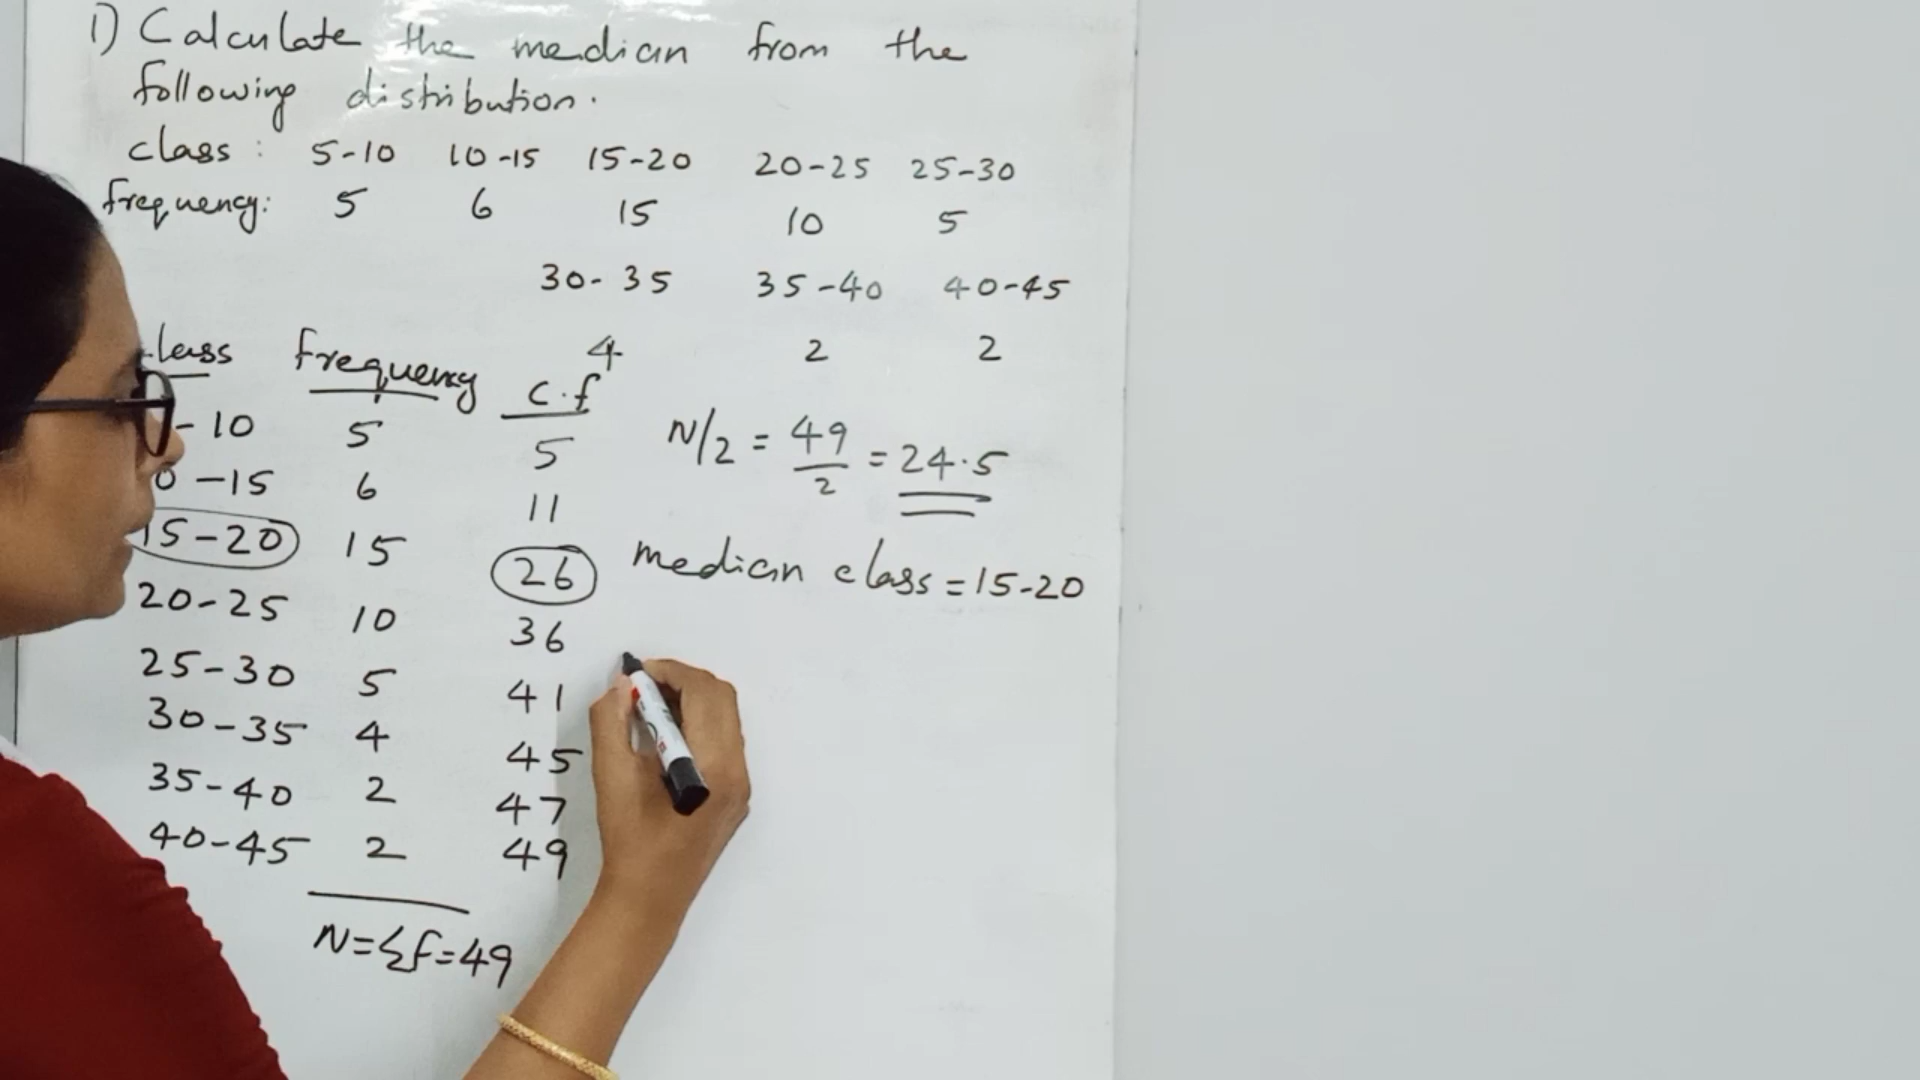 1) Calculate the median from the
following distribution.
class: 5-10 10-15 15-20 20-25 25-30
frequency: 5 6 15 10 5
30-35 35-40 40-45
4 2 2
lass frequency c.f
-10 5 5
0-15 6 11
15-20 15 26
20-25 10 36
25-30 5 41
30-35 4 45
35-40 2 47
40-45 2 49
N=Σf=49
N/2 = 49/2 = 24.5
median class = 15-20